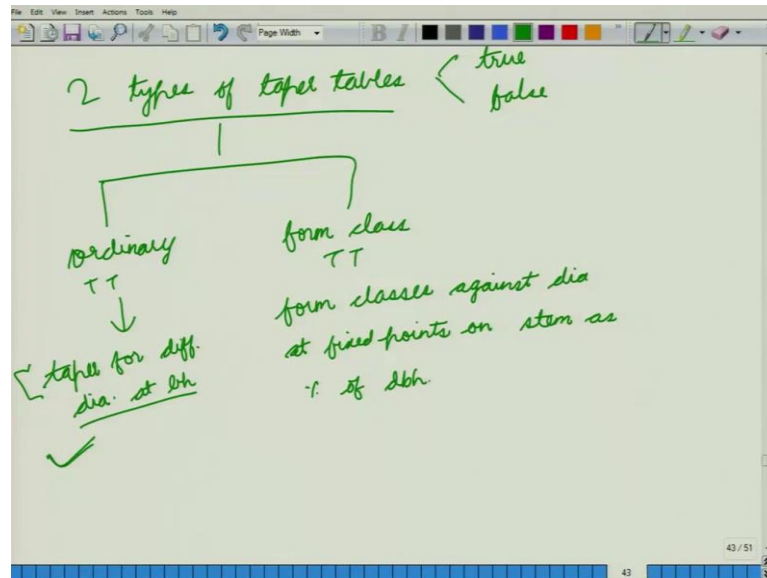 File Edit View Insert Actions Tools Help
Page Width
B I
2 types of taper tables
true
false
ordinary
TT
form class
TT
taper for diff.
dia. at bh
form classes against dia
at fixed points on stem as
% of dbh.
43/51
43